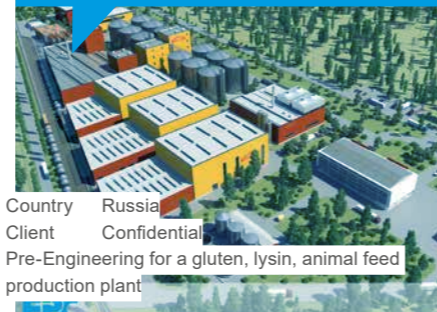 Country Russia
Client Confidential
Pre-Engineering for a gluten, lysin, animal feed
production plant